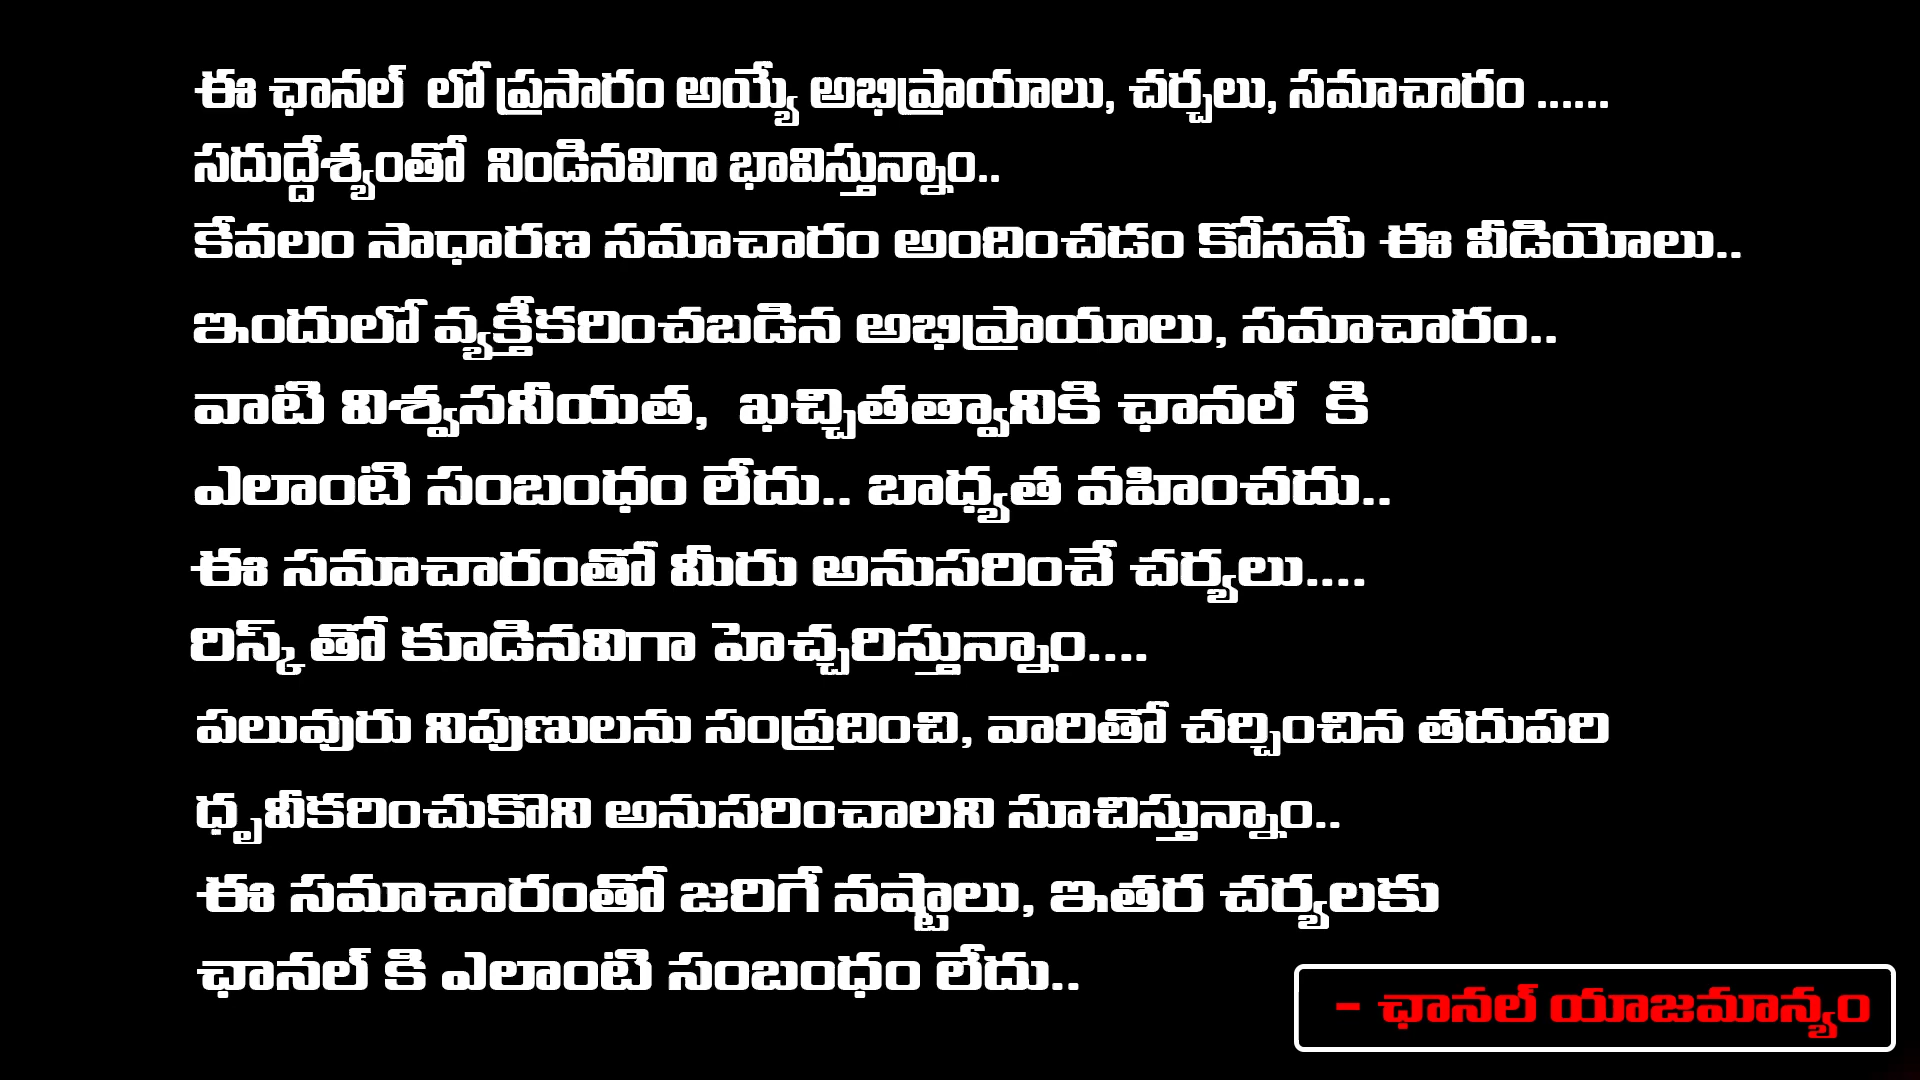 ఈ ఛానల్ లో ప్రసారం అయ్యే అభిప్రాయాలు, చర్చలు, సమాచారం ......
సదుద్దేశ్యంతో నిండినవిగా భావిస్తున్నాం..
కేవలం సాధారణ సమాచారం అందించడం కోసమే ఈ వీడియోలు..
ఇందులో వ్యక్తీకరించబడిన అభిప్రాయాలు, సమాచారం..
వాటి విశ్వసనీయత, ఖచ్చితత్వానికి ఛానల్ కి
ఎలాంటి సంబంధం లేదు.. బాధ్యత వహించదు..
ఈ సమాచారంతో మీరు అనుసరించే చర్యలు....
రిస్క్ తో కూడినవిగా హెచ్చరిస్తున్నాం....
పలువురు నిపుణులను సంప్రదించి, వారితో చర్చించిన తదుపరి
ధృవీకరించుకొని అనుసరించాలని సూచిస్తున్నాం..
ఈ సమాచారంతో జరిగే నష్టాలు, ఇతర చర్యలకు
ఛానల్ కి ఎలాంటి సంబంధం లేదు..
- ఛానల్ యాజమాన్యం